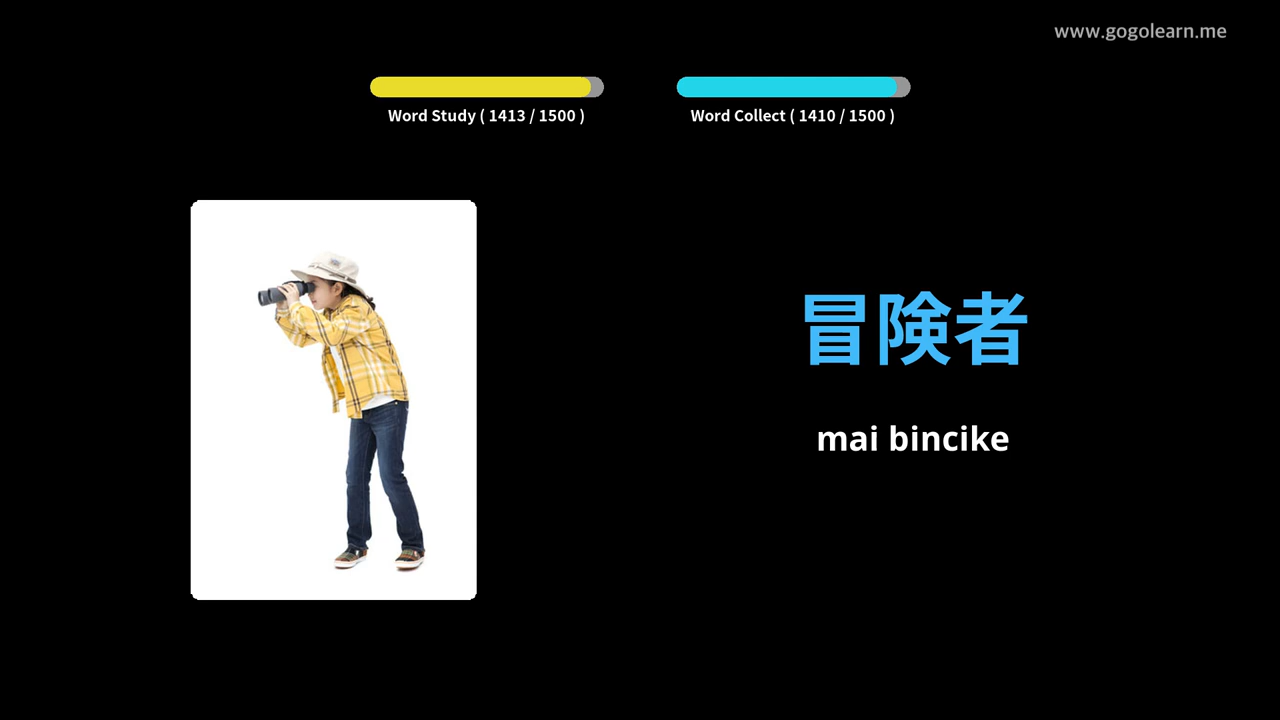 www.gogolearn.me
Word Study ( 1413 / 1500 )
Word Collect ( 1410 / 1500 )
冒険者
mai bincike